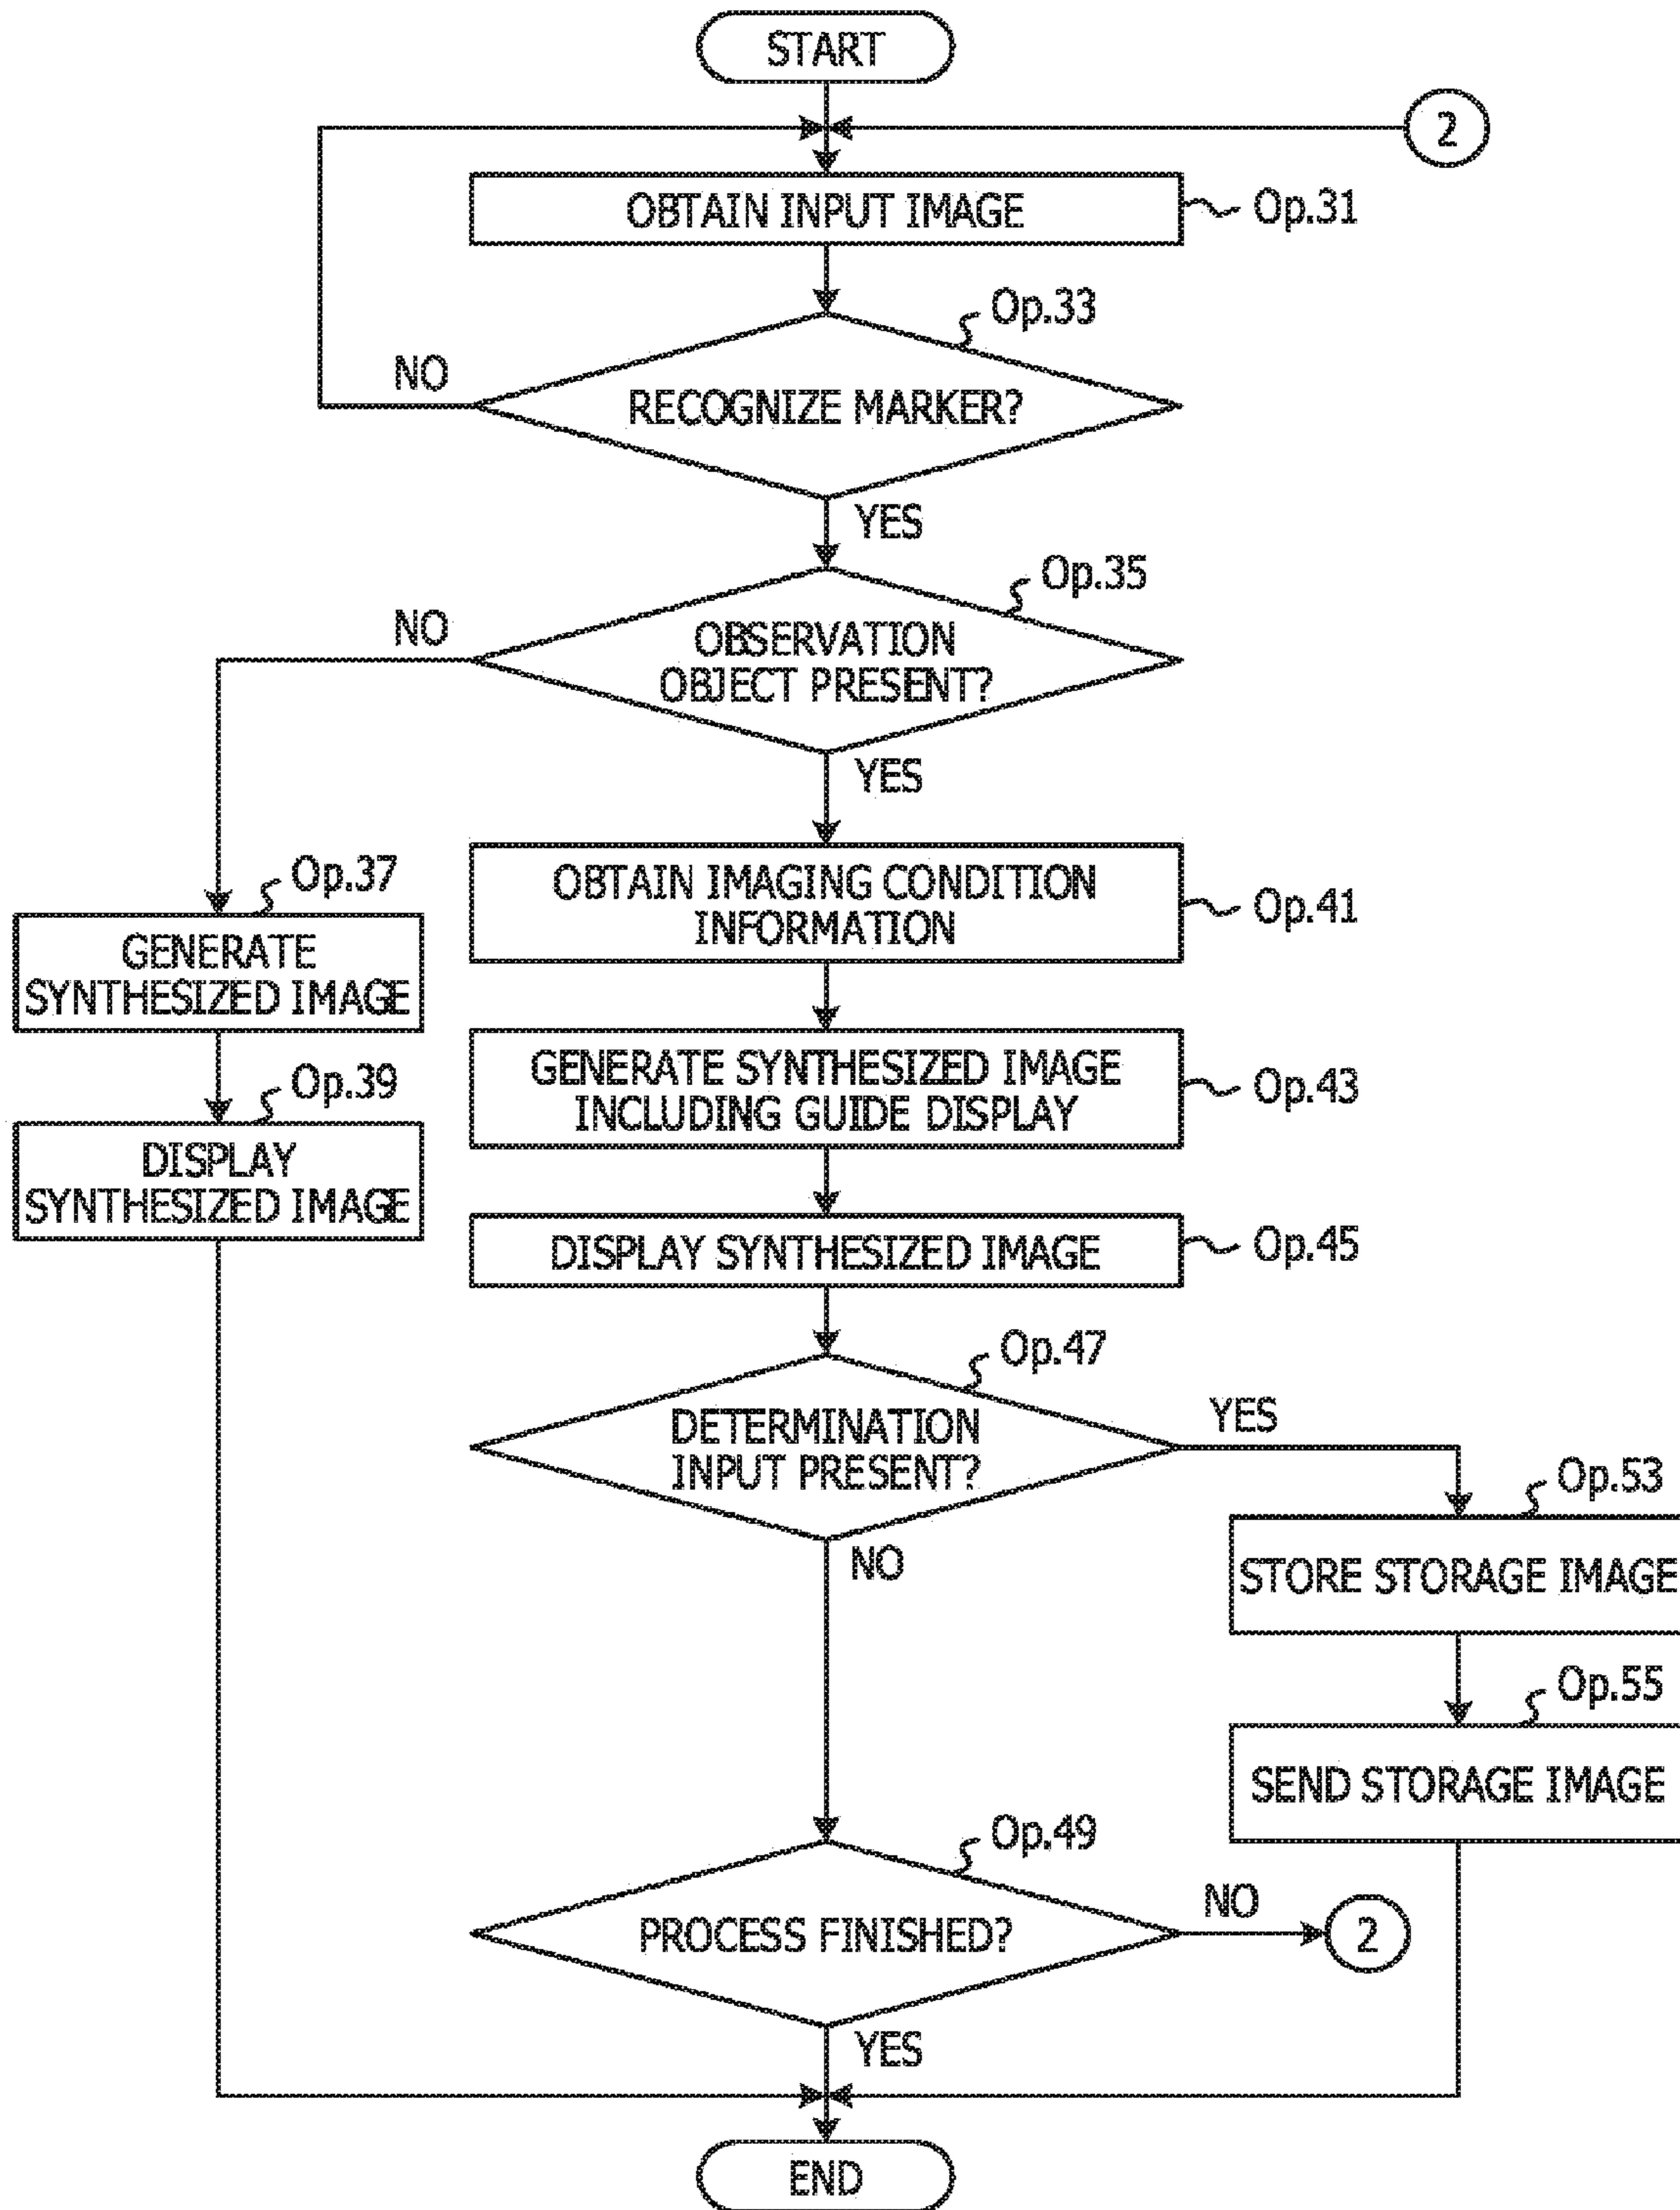 START
2
OBTAIN INPUT IMAGE
Op.31
Op.33
NO
RECOGNIZE MARKER?
YES
Op.35
NO
OBSERVATION
OBJECT PRESENT?
YES
Op.37
GENERATE
SYNTHESIZED IMAGE
OBTAIN IMAGING CONDITION
INFORMATION
Op.41
Op.39
DISPLAY
SYNTHESIZED IMAGE
GENERATE SYNTHESIZED IMAGE
INCLUDING GUIDE DISPLAY
Op.43
DISPLAY SYNTHESIZED IMAGE
Op.45
Op.47
DETERMINATION
INPUT PRESENT?
YES
NO
Op.53
STORE STORAGE IMAGE
Op.55
SEND STORAGE IMAGE
Op.49
PROCESS FINISHED?
NO
2
YES
END